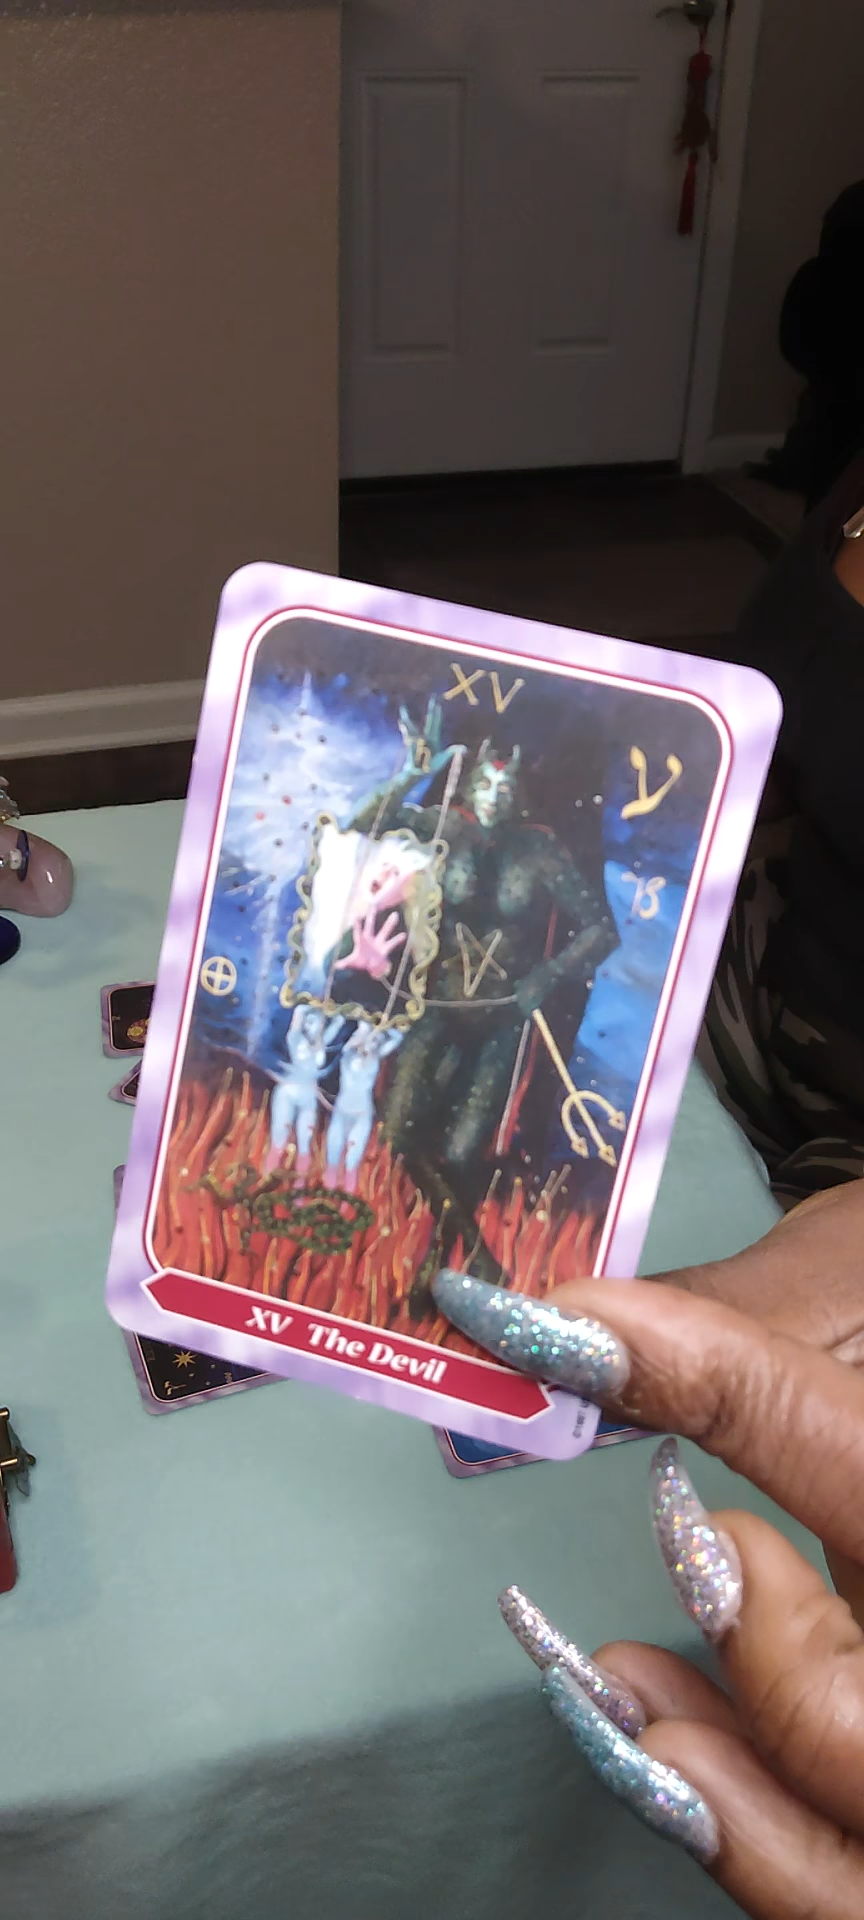 XV
ע
XV The Devil